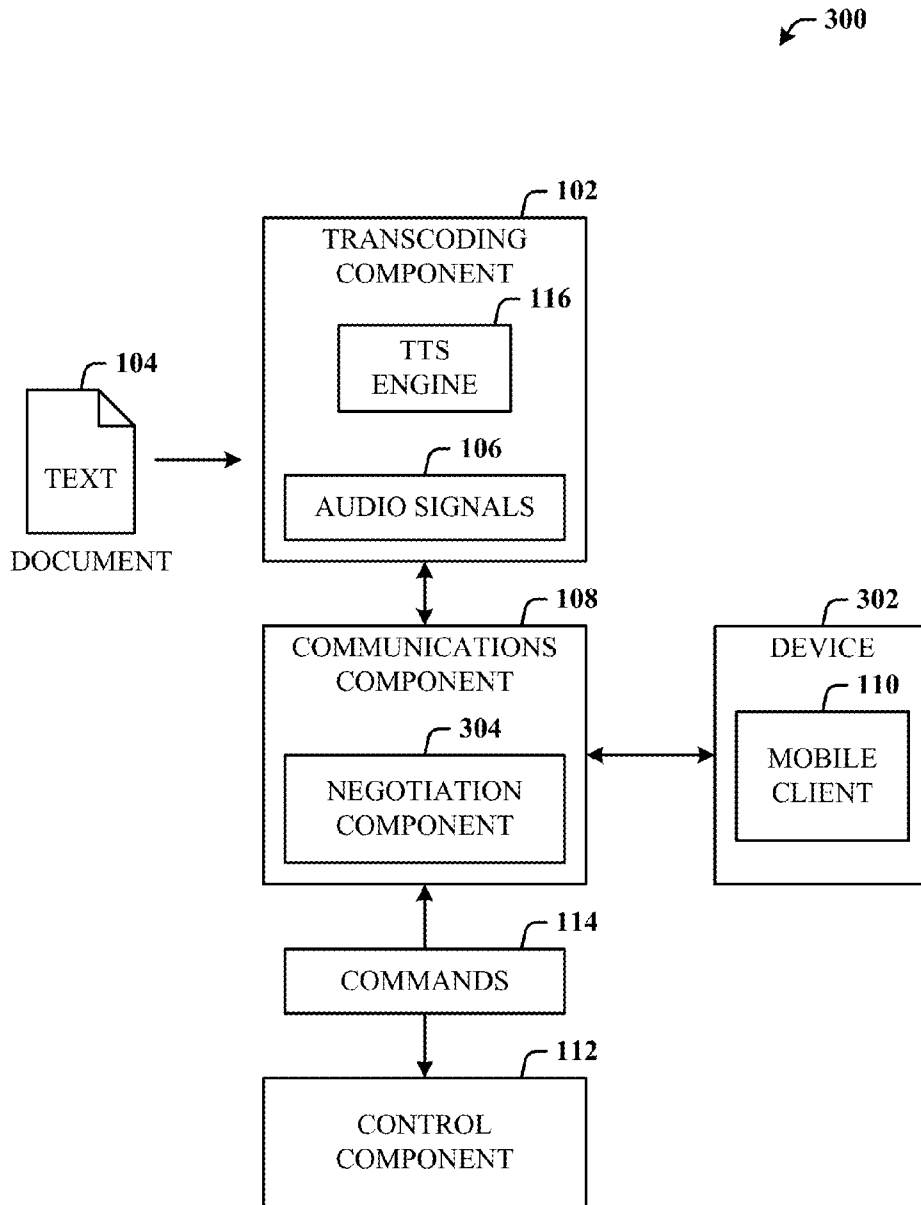 300
102
TRANSCODING
COMPONENT
116
TTS
ENGINE
104
TEXT
DOCUMENT
106
AUDIO SIGNALS
108
COMMUNICATIONS
COMPONENT
304
NEGOTIATION
COMPONENT
302
DEVICE
110
MOBILE
CLIENT
114
COMMANDS
112
CONTROL
COMPONENT